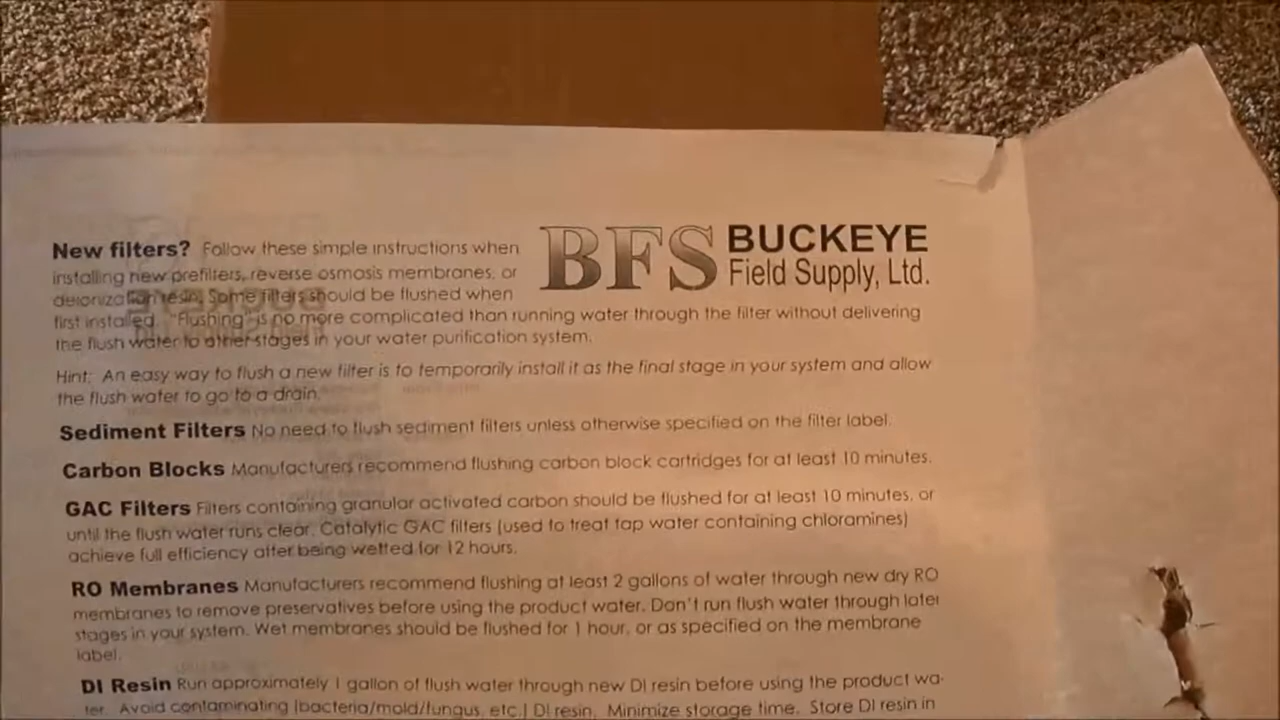 New filters? Follow these simple instructions when
installing new prefilters, reverse osmosis membranes, or
deionization resin. Some filters should be flushed when
first installed. "Flushing" is no more complicated than running water through the filter without delivering
the flush water to other stages in your water purification system.
BFS BUCKEYE
Field Supply, Ltd.
Hint: An easy way to flush a new filter is to temporarily install it as the final stage in your system and allow
the flush water to go to a drain.
Sediment Filters No need to flush sediment filters unless otherwise specified on the filter label.
Carbon Blocks Manufacturers recommend flushing carbon block cartridges for at least 10 minutes.
GAC Filters Filters containing granular activated carbon should be flushed for at least 10 minutes, or
until the flush water runs clear. Catalytic GAC filters (used to treat tap water containing chloramines)
achieve full efficiency after being wetted for 12 hours.
RO Membranes Manufacturers recommend flushing at least 2 gallons of water through new dry RO
membranes to remove preservatives before using the product water. Don't run flush water through later
stages in your system. Wet membranes should be flushed for 1 hour, or as specified on the membrane
label.
DI Resin Run approximately 1 gallon of flush water through new DI resin before using the product wa-
ter. Avoid contaminating (bacteria/mold/fungus, etc.) DI resin. Minimize storage time. Store DI resin in